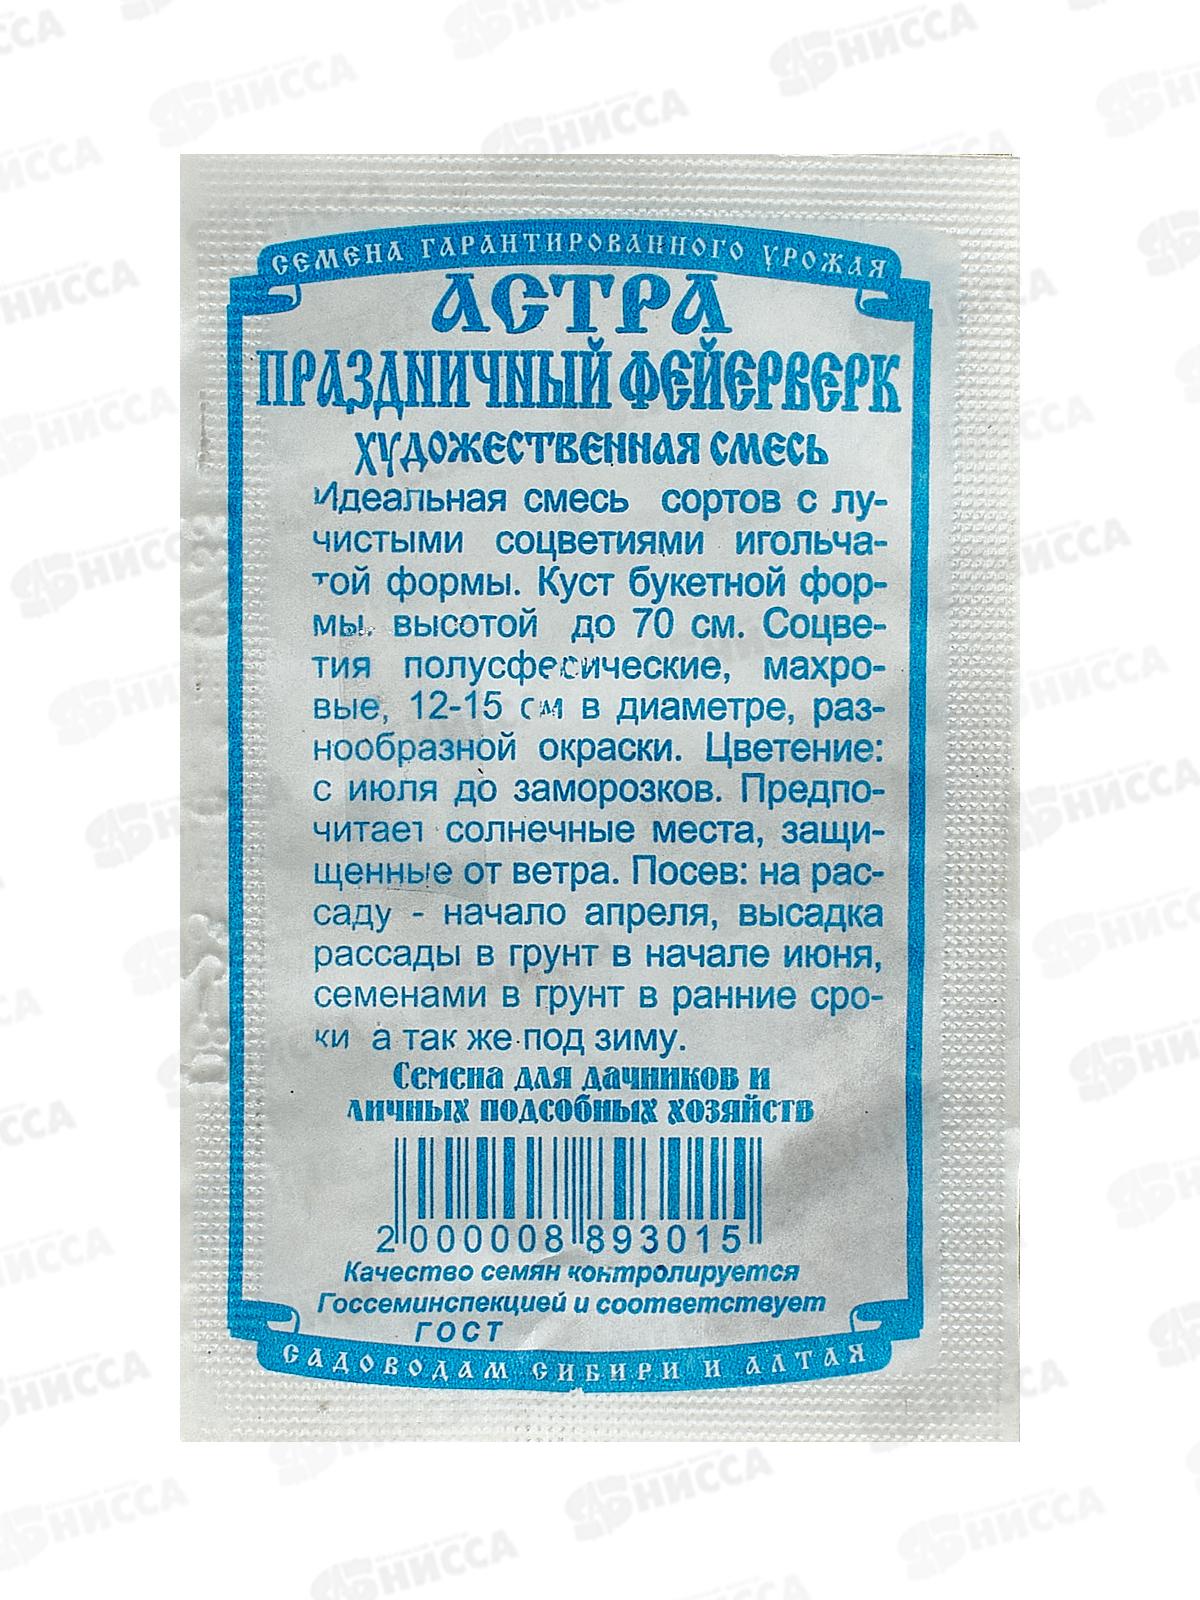 СЕМЕНА ГАРАНТИРОВАННОГО УРОЖАЯ
АСТРА
ПРАЗДНИЧНЫЙ ФЕЙЕРВЕРК
ХУДОЖЕСТВЕННАЯ СМЕСЬ
Идеальная смесь сортов с лу-
чистыми соцветиями игольча-
той формы. Куст букетной фор-
мы, высотой до 70 см. Соцве-
тия полусферические, махро-
вые, 12-15 см в диаметре, раз-
нообразной окраски. Цветение:
с июля до заморозков. Предпо-
читает солнечные места, защи-
щенные от ветра. Посев: на рас-
саду - начало апреля, высадка
рассады в грунт в начале июня,
семенами в грунт в ранние сро-
ки а так же под зиму.
Семена для дачников и
личных подсобных хозяйств
2 000008 893015
Качество семян контролируется
Госсеминспекцией и соответствует
ГОСТ
САДОВОДАМ СИБИРИ И АЛТАЯ